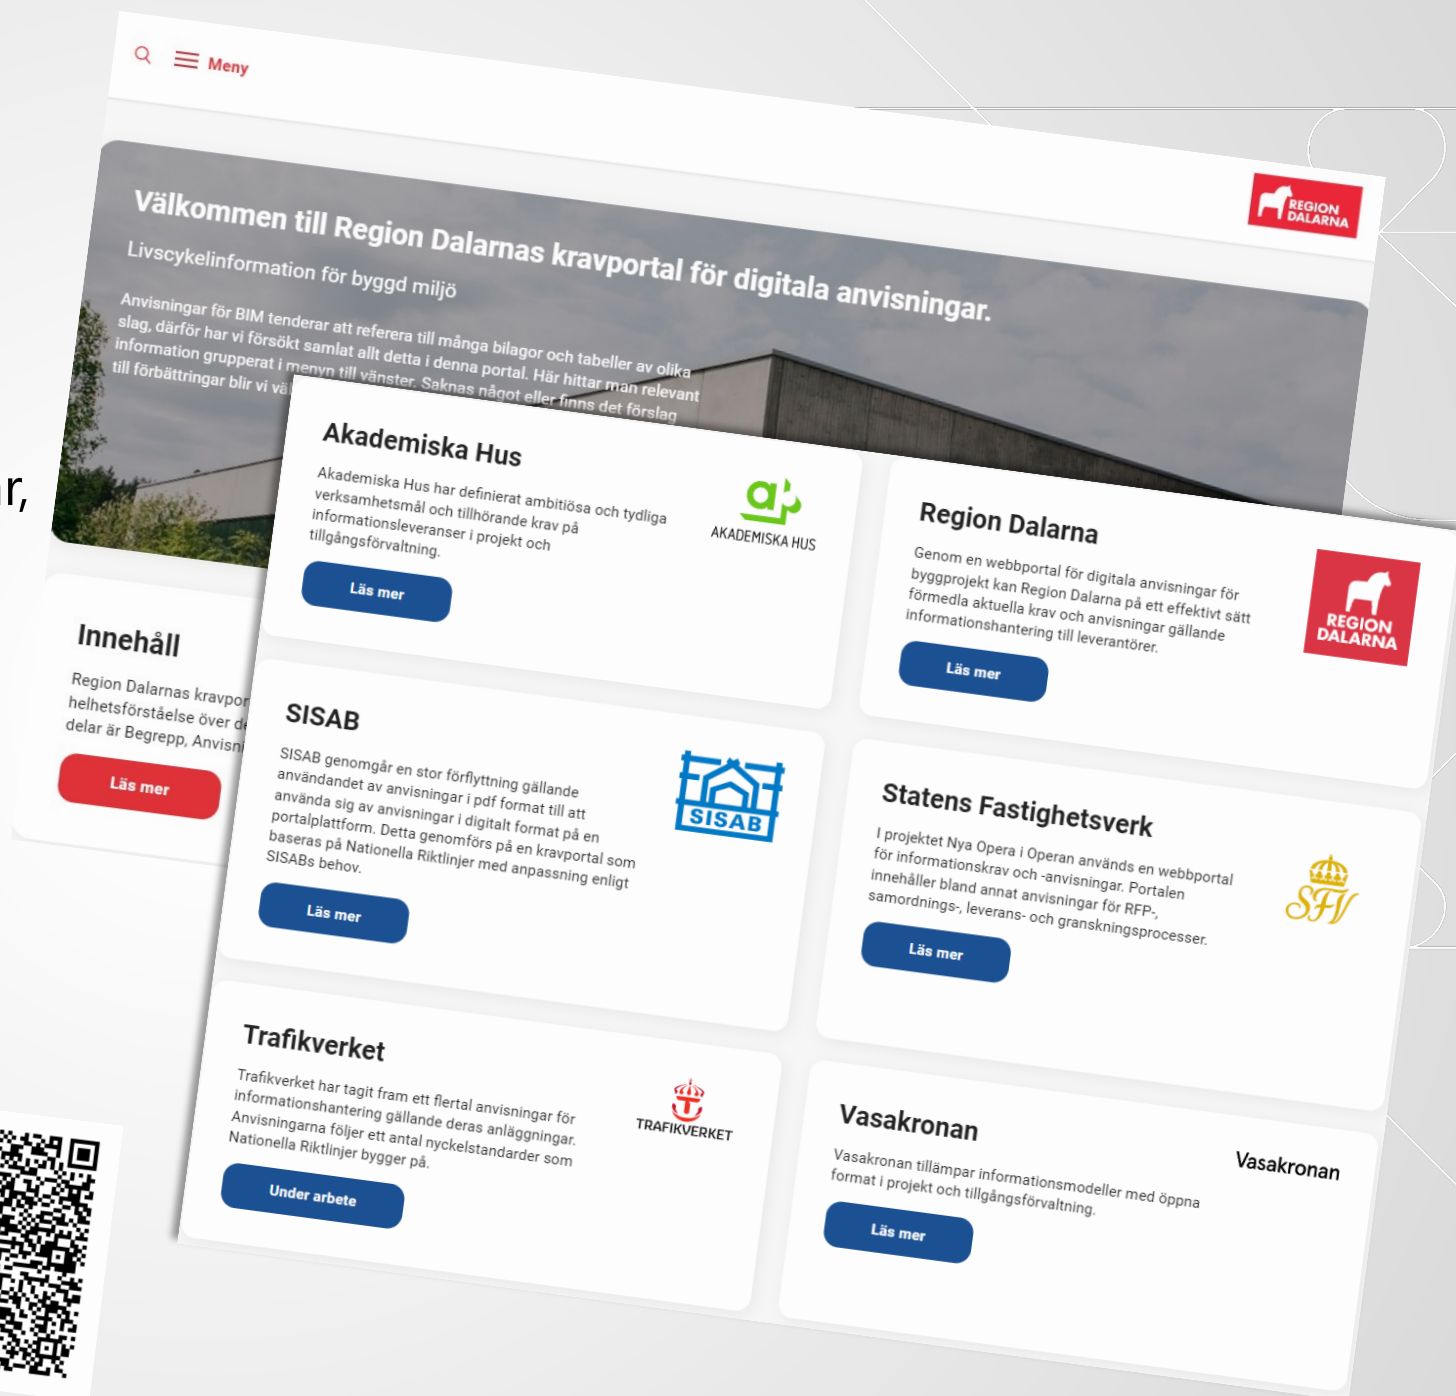 Meny
REGION
DALARNA
Välkommen till Region Dalarnas kravportal för digitala anvisningar.
Livscykelinformation för byggd miljö
Anvisningar för BIM tenderar att referera till många bilagor och tabeller av olika
slag, därför har vi försökt samlat allt detta i denna portal. Här hittar man relevant
information grupperat i menyn till vänster. Saknas något eller finns det förslag
till förbättringar blir vi
r,
Innehåll
Region Dalarnas
helhetsförståelse över
delar är Begrepp,
Läs mer
Akademiska Hus
Akademiska Hus har definierat ambitiösa och tydliga
verksamhetsmål och tillhörande krav på
informationsleveranser i projekt och
tillgångsförvaltning.
Läs mer
AKADEMISKA HUS
Region Dalarna
Genom en webbportal för digitala anvisningar för
byggprojekt kan Region Dalarna på ett effektivt sätt
förmedla aktuella krav och anvisningar gällande
informationshantering till leverantörer.
Läs mer
REGION
DALARNA
SISAB
SISAB genomgår en stor förflyttning gällande
användandet av anvisningar i pdf format till att
använda sig av anvisningar i digitalt format på en
portalplattform. Detta genomförs på en kravportal som
baseras på Nationella Riktlinjer med anpassning enligt
SISABs behov.
Läs mer
SISAB
Statens Fastighetsverk
I projektet Nya Opera i Operan används en webbportal
för informationskrav och -anvisningar. Portalen
innehåller bland annat anvisningar för RFP-,
samordnings-, leverans- och granskningsprocesser.
Läs mer
SFV
Trafikverket
Trafikverket har tagit fram ett flertal anvisningar för
informationshantering gällande deras anläggningar.
Anvisningarna följer ett antal nyckelstandarder som
Nationella Riktlinjer bygger på.
Under arbete
TRAFIKVERKET
Vasakronan
Vasakronan tillämpar informationsmodeller med öppna
format i projekt och tillgångsförvaltning.
Läs mer
Vasakronan